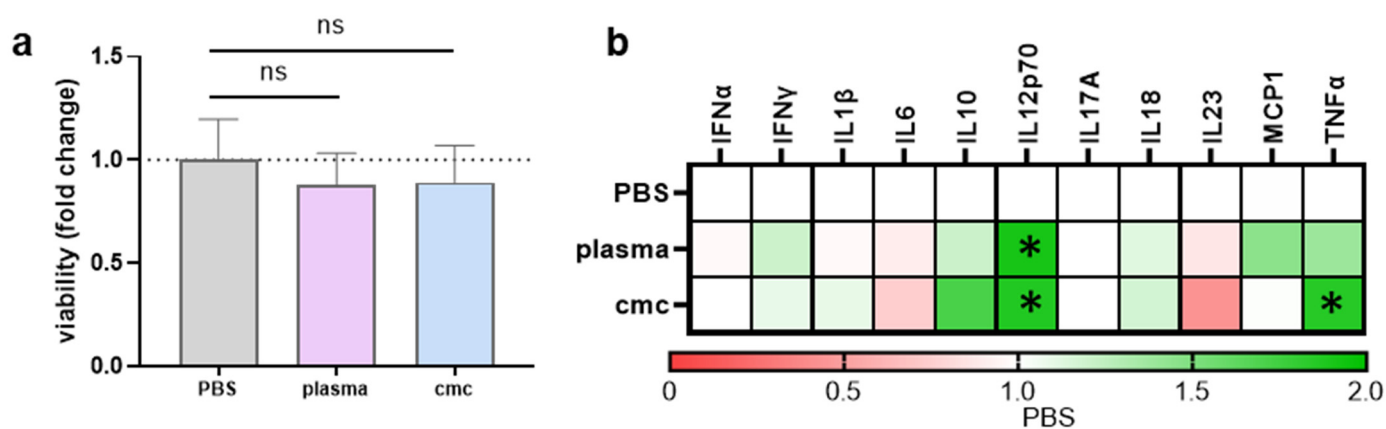 a
ns
ns
viability (fold change)
1.5
1.0
0.5
0.0
PBS
plasma
cmc
b
IFNα
IFNγ
IL1β
IL6
IL10
IL12p70
IL17A
IL18
IL23
MCP1
TNFα
PBS
plasma *
cmc * *
0 0.5 1.0 1.5 2.0
PBS